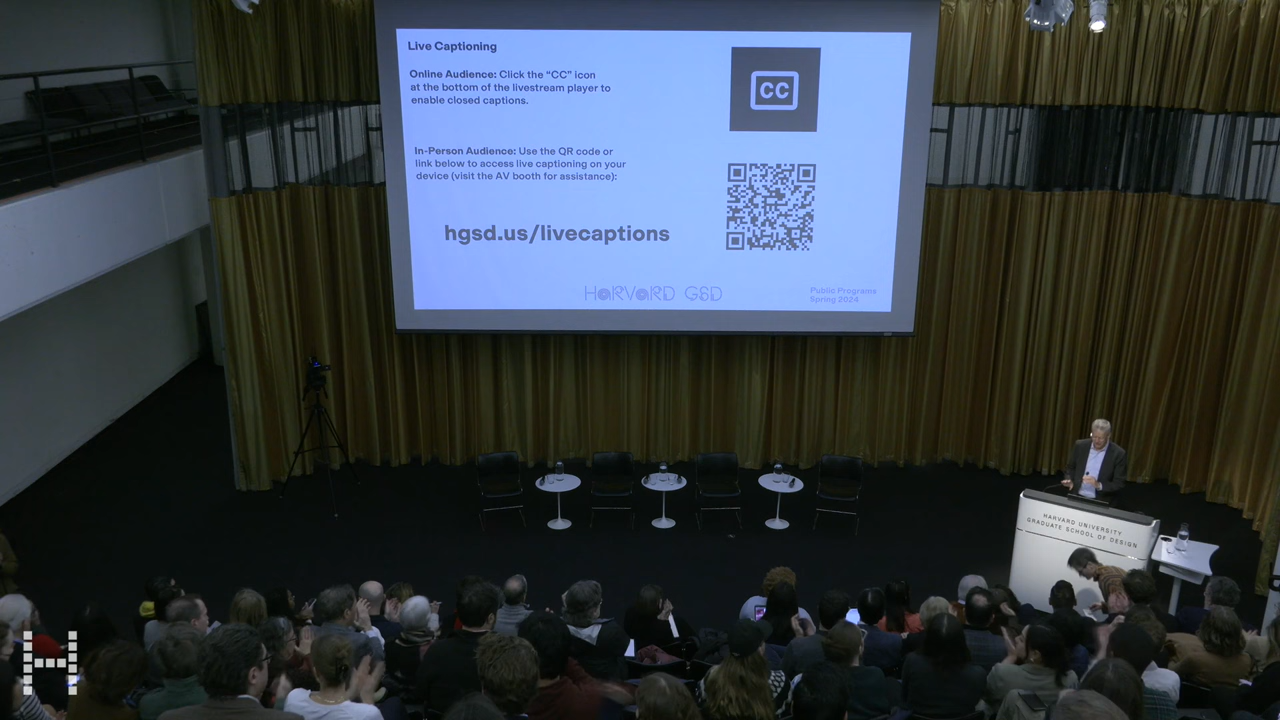 Live Captioning
Online Audience: Click the “CC” icon
at the bottom of the livestream player to
enable closed captions.
CC
In-Person Audience: Use the QR code or
link below to access live captioning on your
device (visit the AV booth for assistance):
hgsd.us/livecaptions
HARVARD GSD
Public Programs
Spring 2024
HARVARD UNIVERSITY
GRADUATE SCHOOL OF DESIGN
H